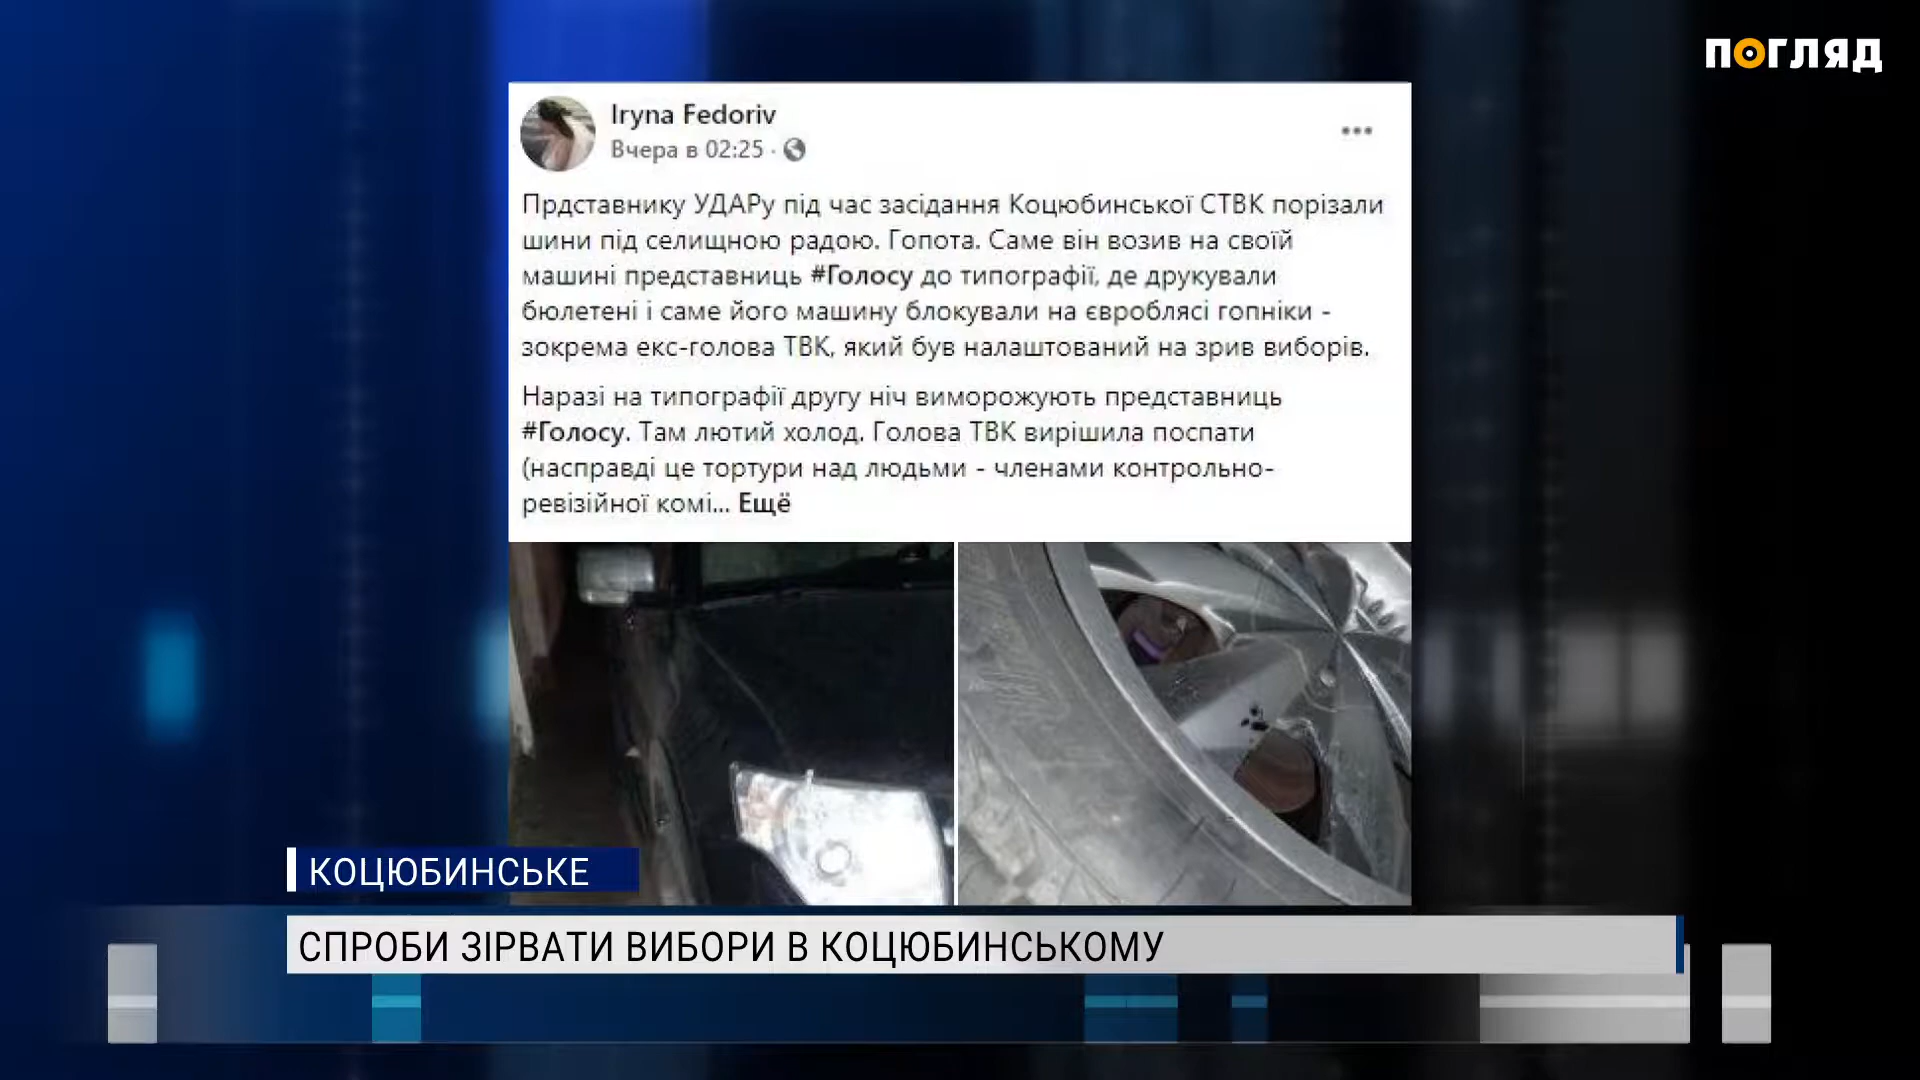 ПОГЛЯД
Iryna Fedoriv
Вчера в 02:25 ·
Прдставнику УДАРу під час засідання Коцюбинської СТВК порізали
шини під селищною радою. Гопота. Саме він возив на своїй
машині представниць #Голосу до типографії, де друкували
бюлетені і саме його машину блокували на євроблясі гопніки -
зокрема екс-голова ТВК, який був налаштований на зрив виборів.
Наразі на типографії другу ніч виморожують представниць
#Голосу. Там лютий холод. Голова ТВК вирішила поспати
(насправді це тортури над людьми - членами контрольно-
ревізійної комі... Ещё
КОЦЮБИНСЬКЕ
СПРОБИ ЗІРВАТИ ВИБОРИ В КОЦЮБИНСЬКОМУ